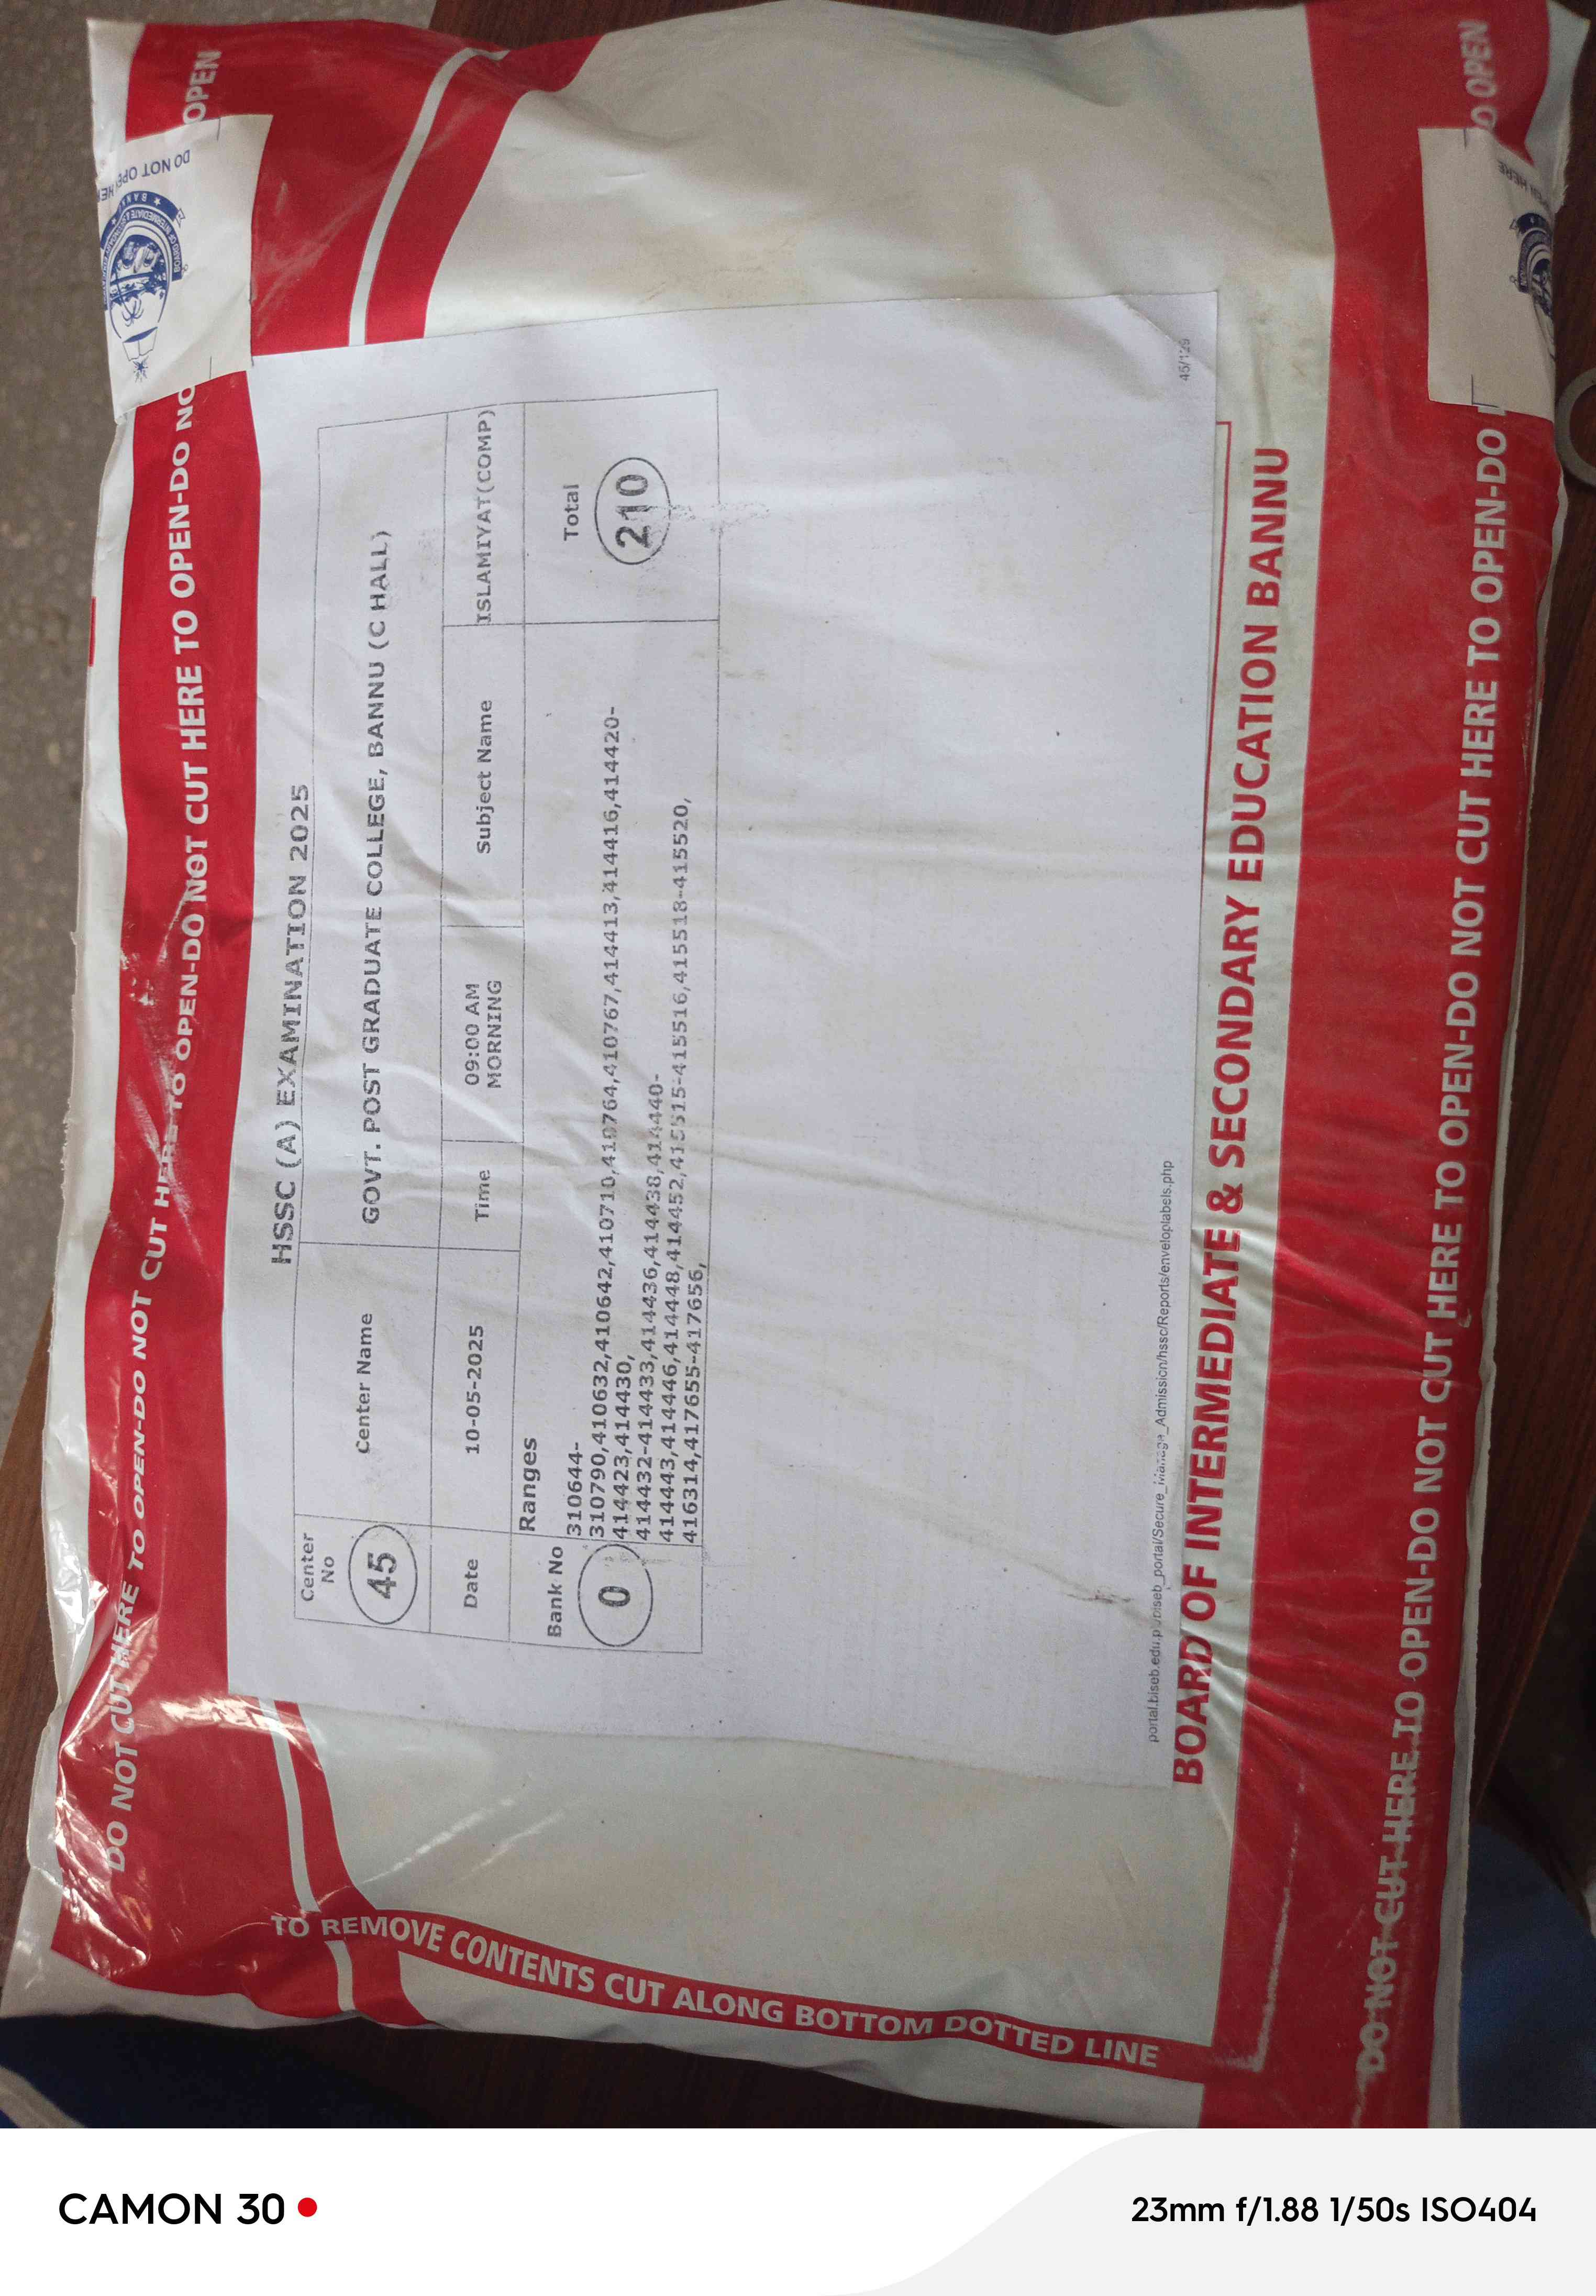 DO NOT CUT HERE TO OPEN-DO NOT CUT HERE TO OPEN-DO NOT CUT HERE TO OPEN-DO NO
OPEN
DO NOT OPEN HERE
HSSC (A) EXAMINATION 2025
Center No
Center Name
GOVT. POST GRADUATE COLLEGE, BANNU (C HALL)
45
Date
10-05-2025
Time
09:00 AM MORNING
Subject Name
ISLAMIYAT(COMP)
Bank No
Ranges
Total
0
210
310644-
310790,410632,410642,410710,410764,410767,414413,414416,414420-
414423,414430,
414432-414433,414436,414438,414440-
414443,414446,414448,414452,415515-415516,415518-415520,
416314,417655-417656,
45/129
BOARD OF INTERMEDIATE & SECONDARY EDUCATION BANNU
DO NOT CUT HERE TO OPEN-DO NOT CUT HERE TO OPEN-DO NOT CUT HERE TO OPEN-DO
O OPEN
EN HERE
TO REMOVE CONTENTS CUT ALONG BOTTOM DOTTED LINE
CAMON 30
23mm f/1.88 1/50s ISO404